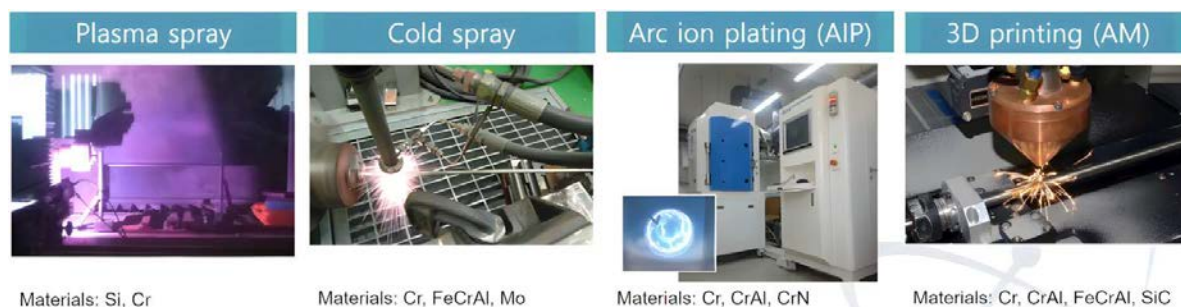 Plasma spray
Cold spray
Arc ion plating (AIP)
3D printing (AM)
Materials: Si, Cr
Materials: Cr, FeCrAl, Mo
Materials: Cr, CrAl, CrN
Materials: Cr, CrAl, FeCrAl, SiC